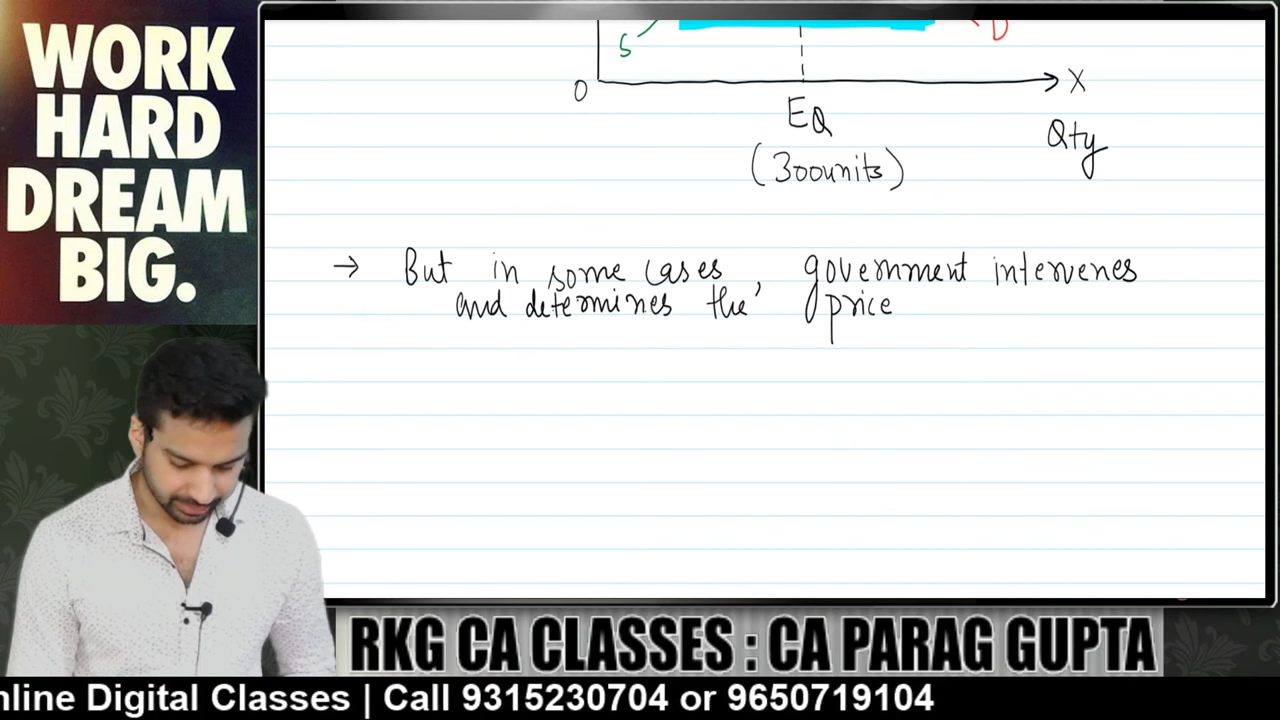 WORK
HARD
DREAM
BIG.
S
D
O
X
EQ
Qty
(300units)
→ But in some cases, government intervenes
and determines the price
RKG CA CLASSES : CA PARAG GUPTA
nline Digital Classes | Call 9315230704 or 9650719104